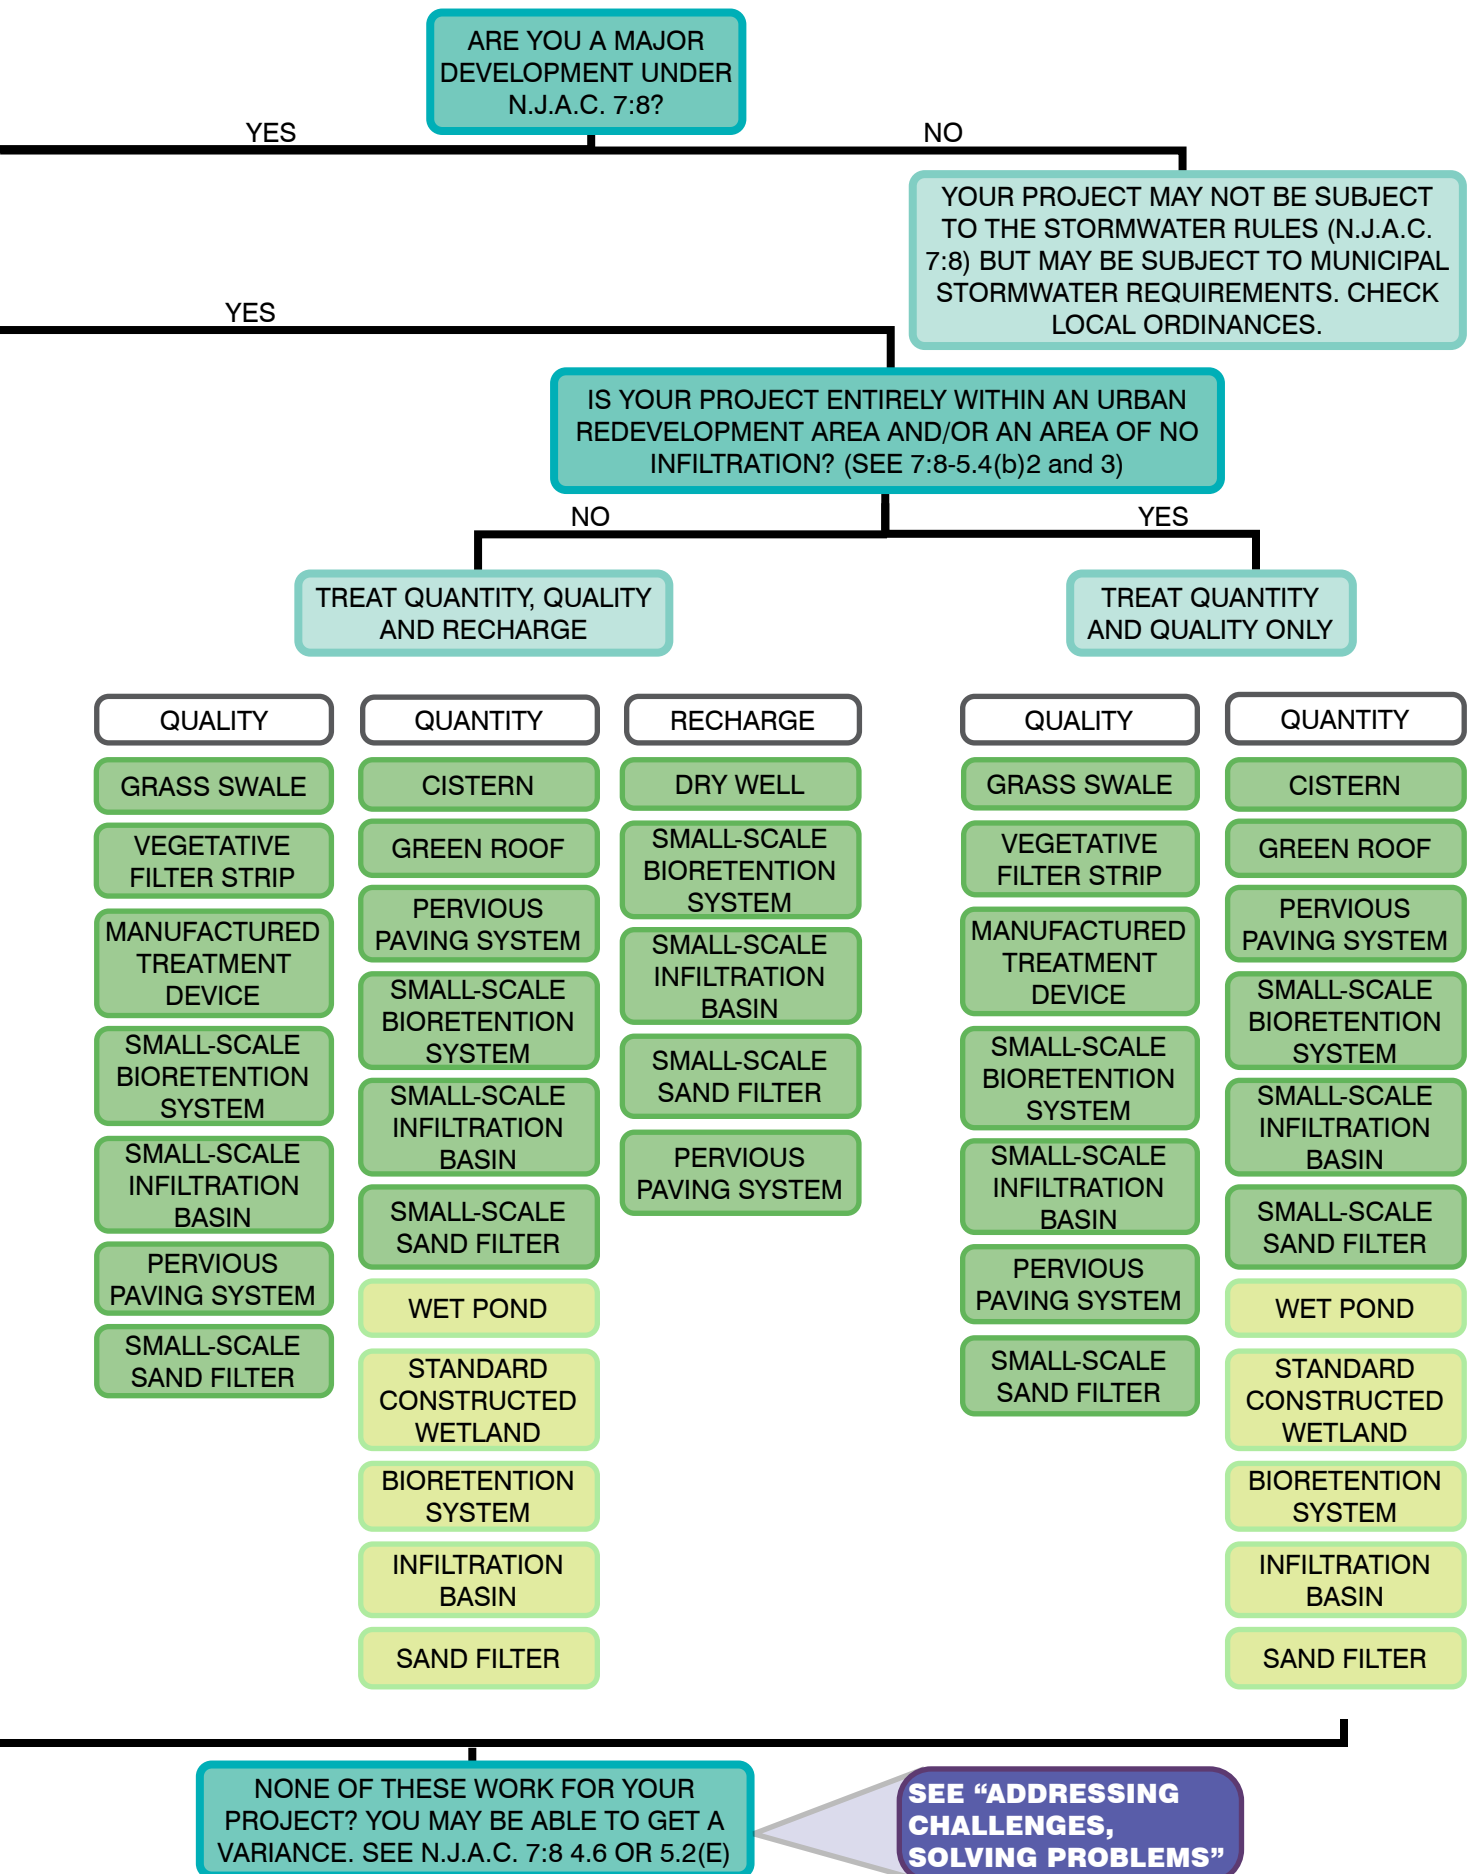 ARE YOU A MAJOR
DEVELOPMENT UNDER
N.J.A.C. 7:8?
YES
NO
YOUR PROJECT MAY NOT BE SUBJECT
TO THE STORMWATER RULES (N.J.A.C.
7:8) BUT MAY BE SUBJECT TO MUNICIPAL
STORMWATER REQUIREMENTS. CHECK
LOCAL ORDINANCES.
YES
IS YOUR PROJECT ENTIRELY WITHIN AN URBAN
REDEVELOPMENT AREA AND/OR AN AREA OF NO
INFILTRATION? (SEE 7:8-5.4(b)2 and 3)
NO
YES
TREAT QUANTITY, QUALITY
AND RECHARGE
TREAT QUANTITY
AND QUALITY ONLY
QUALITY
GRASS SWALE
VEGETATIVE
FILTER STRIP
MANUFACTURED
TREATMENT
DEVICE
SMALL-SCALE
BIORETENTION
SYSTEM
SMALL-SCALE
INFILTRATION
BASIN
PERVIOUS
PAVING SYSTEM
SMALL-SCALE
SAND FILTER
QUANTITY
CISTERN
GREEN ROOF
PERVIOUS
PAVING SYSTEM
SMALL-SCALE
BIORETENTION
SYSTEM
SMALL-SCALE
INFILTRATION
BASIN
SMALL-SCALE
SAND FILTER
WET POND
STANDARD
CONSTRUCTED
WETLAND
BIORETENTION
SYSTEM
INFILTRATION
BASIN
SAND FILTER
RECHARGE
DRY WELL
SMALL-SCALE
BIORETENTION
SYSTEM
SMALL-SCALE
INFILTRATION
BASIN
SMALL-SCALE
SAND FILTER
PERVIOUS
PAVING SYSTEM
QUALITY
GRASS SWALE
VEGETATIVE
FILTER STRIP
MANUFACTURED
TREATMENT
DEVICE
SMALL-SCALE
BIORETENTION
SYSTEM
SMALL-SCALE
INFILTRATION
BASIN
PERVIOUS
PAVING SYSTEM
SMALL-SCALE
SAND FILTER
QUANTITY
CISTERN
GREEN ROOF
PERVIOUS
PAVING SYSTEM
SMALL-SCALE
BIORETENTION
SYSTEM
SMALL-SCALE
INFILTRATION
BASIN
SMALL-SCALE
SAND FILTER
WET POND
STANDARD
CONSTRUCTED
WETLAND
BIORETENTION
SYSTEM
INFILTRATION
BASIN
SAND FILTER
NONE OF THESE WORK FOR YOUR
PROJECT? YOU MAY BE ABLE TO GET A
VARIANCE. SEE N.J.A.C. 7:8 4.6 OR 5.2(E)
SEE “ADDRESSING
CHALLENGES,
SOLVING PROBLEMS”